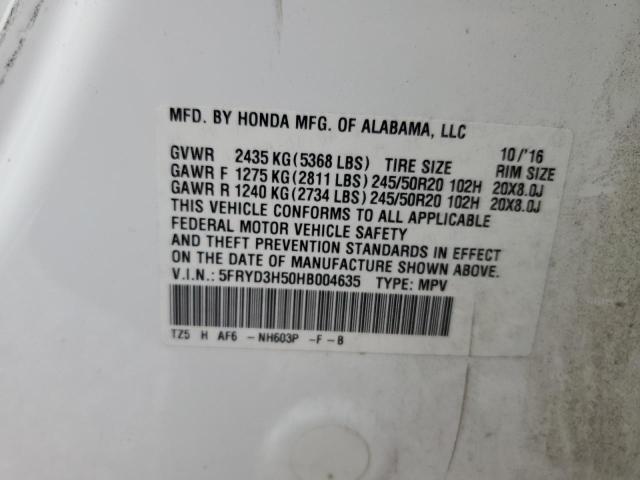 MFD. BY HONDA MFG. OF ALABAMA, LLC
10/'16
GVWR 2435 KG(5368 LBS) TIRE SIZE RIM SIZE
GAWR F 1275 KG(2811 LBS) 245/50R20 102H 20X8.0J
GAWR R 1240 KG(2734 LBS) 245/50R20 102H 20X8.0J
THIS VEHICLE CONFORMS TO ALL APPLICABLE
FEDERAL MOTOR VEHICLE SAFETY
AND THEFT PREVENTION STANDARDS IN EFFECT
ON THE DATE OF MANUFACTURE SHOWN ABOVE.
V.I.N.: 5FRYD3H50HB004635 TYPE: MPV
TZ5 H AF6 -NH603P -F-B